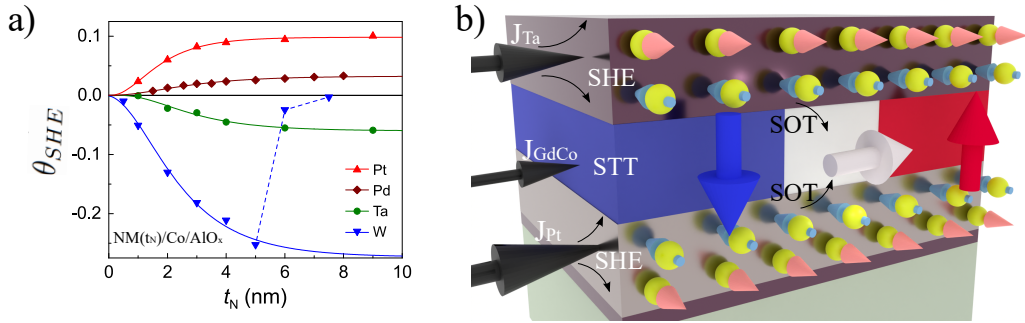 a)
0.1
0.0
-0.1
-0.2
θSHE
Pt
Pd
Ta
W
NM(tN)/Co/AlOx
0 2 4 6 8 10
tN (nm)
b)
JTa
SHE
SOT
JGdCo
STT
SOT
JPt
SHE